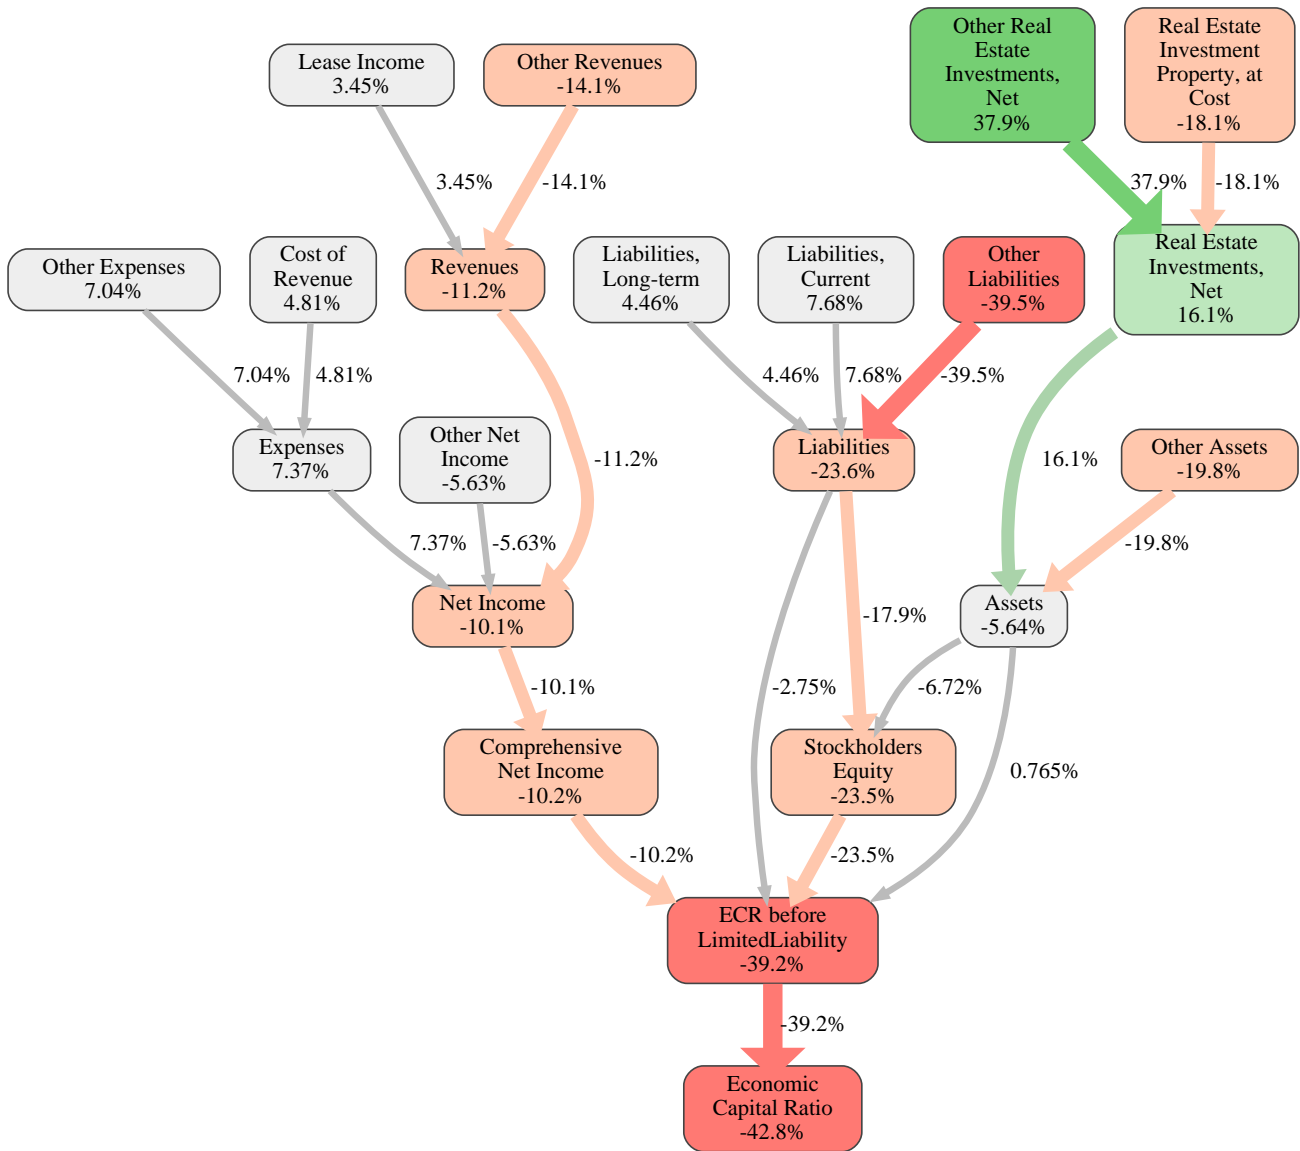 Lease Income
3.45%
Other Revenues
-14.1%
Other Real
Estate
Investments,
Net
37.9%
Real Estate
Investment
Property, at
Cost
-18.1%
3.45%
-14.1%
37.9%
-18.1%
Other Expenses
7.04%
Cost of
Revenue
4.81%
Revenues
-11.2%
Liabilities,
Long-term
4.46%
Liabilities,
Current
7.68%
Other
Liabilities
-39.5%
Real Estate
Investments,
Net
16.1%
7.04%
4.81%
4.46%
7.68%
-39.5%
Expenses
7.37%
Other Net
Income
-5.63%
-11.2%
Liabilities
-23.6%
16.1%
Other Assets
-19.8%
7.37%
-5.63%
-19.8%
Net Income
-10.1%
-17.9%
Assets
-5.64%
-10.1%
-2.75%
-6.72%
Comprehensive
Net Income
-10.2%
Stockholders
Equity
-23.5%
0.765%
-10.2%
-23.5%
ECR before
LimitedLiability
-39.2%
-39.2%
Economic
Capital Ratio
-42.8%